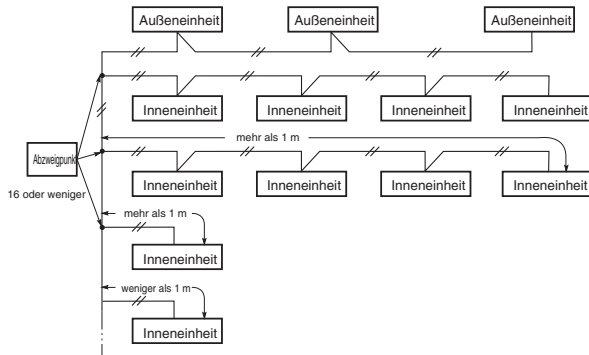 Außeneinheit Außeneinheit Außeneinheit
Inneneinheit Inneneinheit Inneneinheit Inneneinheit
mehr als 1 m
Abzweigpunkt
Inneneinheit Inneneinheit Inneneinheit Inneneinheit
16 oder weniger
mehr als 1 m
Inneneinheit
weniger als 1 m
Inneneinheit